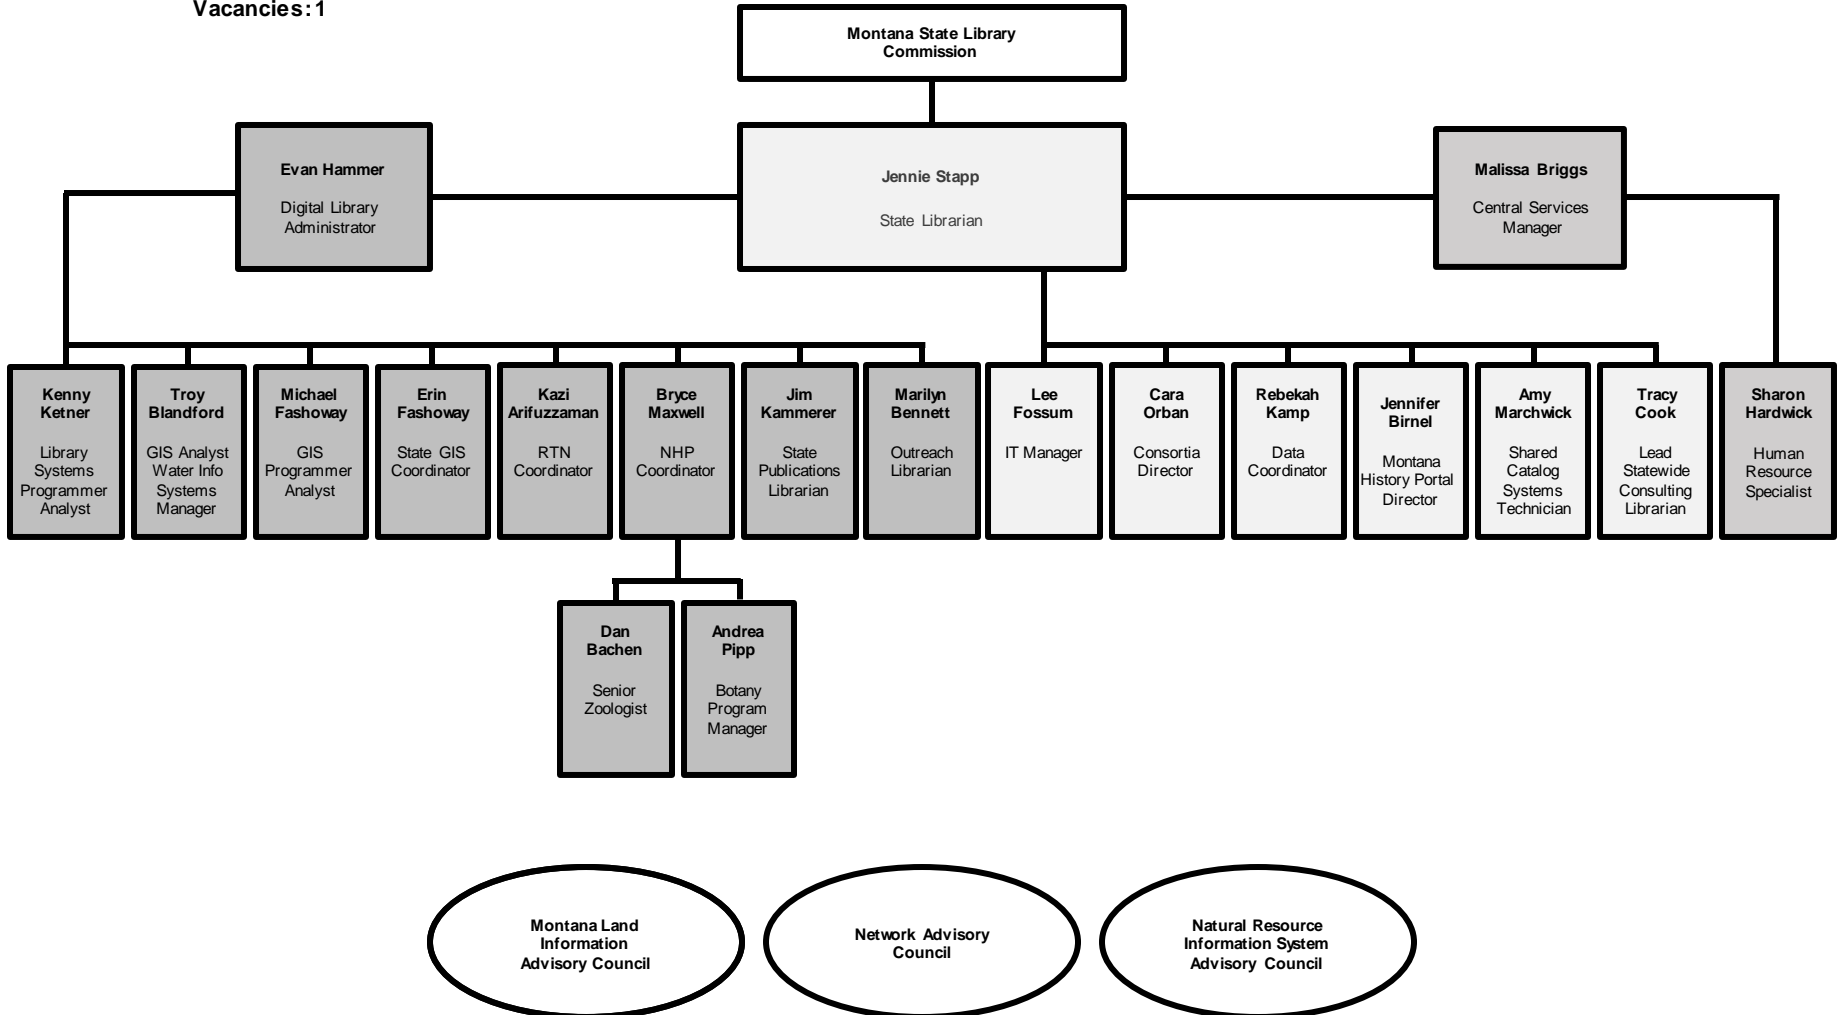 Vacancies:1
Montana State Library
Commission
Evan Hammer
Digital Library
Administrator
Jennie Stapp
State Librarian
Malissa Briggs
Central Services
Manager
Kenny
Ketner
Library
Systems
Programmer
Analyst
Troy
Blandford
GIS Analyst
Water Info
Systems
Manager
Michael
Fashoway
GIS
Programmer
Analyst
Erin
Fashoway
State GIS
Coordinator
Kazi
Arifuzzaman
RTN
Coordinator
Bryce
Maxwell
NHP
Coordinator
Jim
Kammerer
State
Publications
Librarian
Marilyn
Bennett
Outreach
Librarian
Lee
Fossum
IT Manager
Cara
Orban
Consortia
Director
Rebekah
Kamp
Data
Coordinator
Jennifer
Birnel
Montana
History Portal
Director
Amy
Marchwick
Shared
Catalog
Systems
Technician
Tracy
Cook
Lead
Statewide
Consulting
Librarian
Sharon
Hardwick
Human
Resource
Specialist
Dan
Bachen
Senior
Zoologist
Andrea
Pipp
Botany
Program
Manager
Montana Land
Information
Advisory Council
Network Advisory
Council
Natural Resource
Information System
Advisory Council